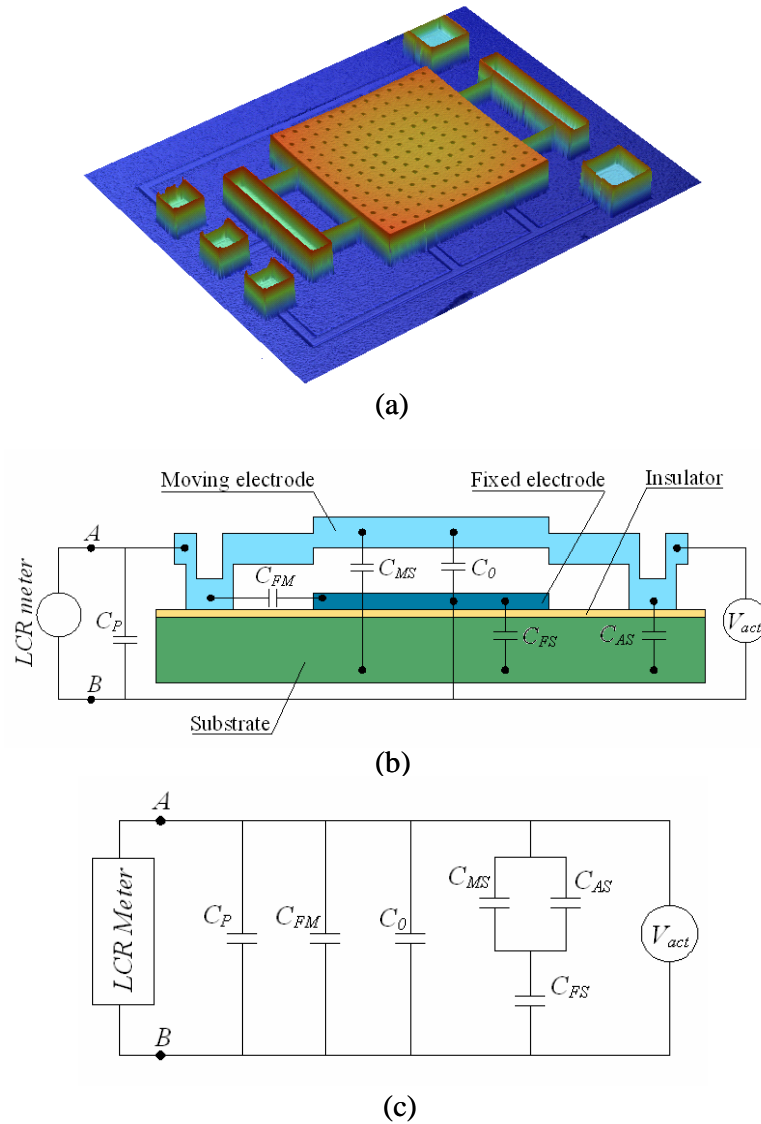 (a)
Moving electrode
Fixed electrode
Insulator
A
LCR meter
C_P
C_FM
C_MS
C_0
C_FS
C_AS
V_act
B
Substrate
(b)
A
LCR Meter
C_P
C_FM
C_0
C_MS
C_AS
C_FS
V_act
B
(c)